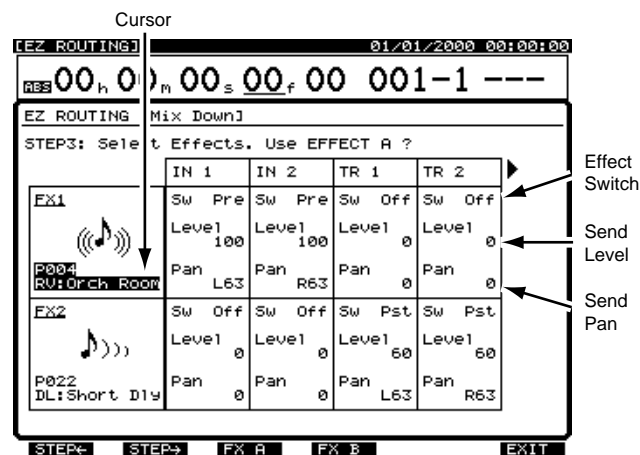 Cursor
[EZ ROUTING] 01/01/2000 00:00:00
ABS 00h 00m 00s 00f 00 001-1 ---
EZ ROUTING [Mix Down]
STEP3: Select Effects. Use EFFECT A ?
IN 1 IN 2 TR 1 TR 2
FX1 Sw Pre Sw Pre Sw Off Sw Off
Level Level Level Level
100 100 0 0
P004 Pan Pan Pan Pan
RV:Orch Room L63 R63 0 0
FX2 Sw Off Sw Off Sw Pst Sw Pst
Level Level Level Level
0 0 60 60
P022 Pan Pan Pan Pan
DL:Short Dly 0 0 L63 R63
STEP← STEP→ FX A FX B EXIT
Effect
Switch
Send
Level
Send
Pan